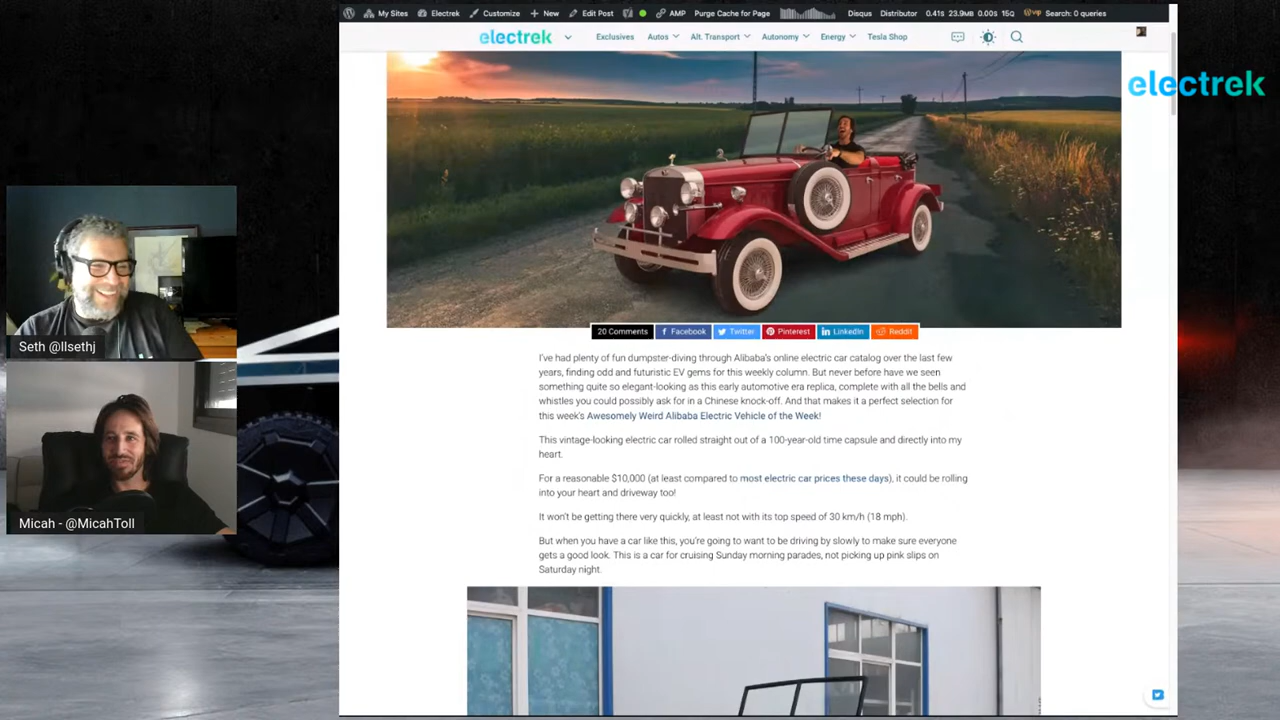 My Sites Electrek Customize New Edit Post AMP Purge Cache for Page Disqus Distributor 0.41s 23.9MB 0.00s 15Q Search: 0 queries
electrek Exclusives Autos Alt. Transport Autonomy Energy Tesla Shop
electrek
20 Comments Facebook Twitter Pinterest LinkedIn Reddit
Seth @llsethj
Micah - @MicahToll
I've had plenty of fun dumpster-diving through Alibaba's online electric car catalog over the last few
years, finding odd and futuristic EV gems for this weekly column. But never before have we seen
something quite so elegant-looking as this early automotive era replica, complete with all the bells and
whistles you could possibly ask for in a Chinese knock-off. And that makes it a perfect selection for
this week's Awesomely Weird Alibaba Electric Vehicle of the Week!
This vintage-looking electric car rolled straight out of a 100-year-old time capsule and directly into my
heart.
For a reasonable $10,000 (at least compared to most electric car prices these days), it could be rolling
into your heart and driveway too!
It won't be getting there very quickly, at least not with its top speed of 30 km/h (18 mph).
But when you have a car like this, you're going to want to be driving by slowly to make sure everyone
gets a good look. This is a car for cruising Sunday morning parades, not picking up pink slips on
Saturday night.